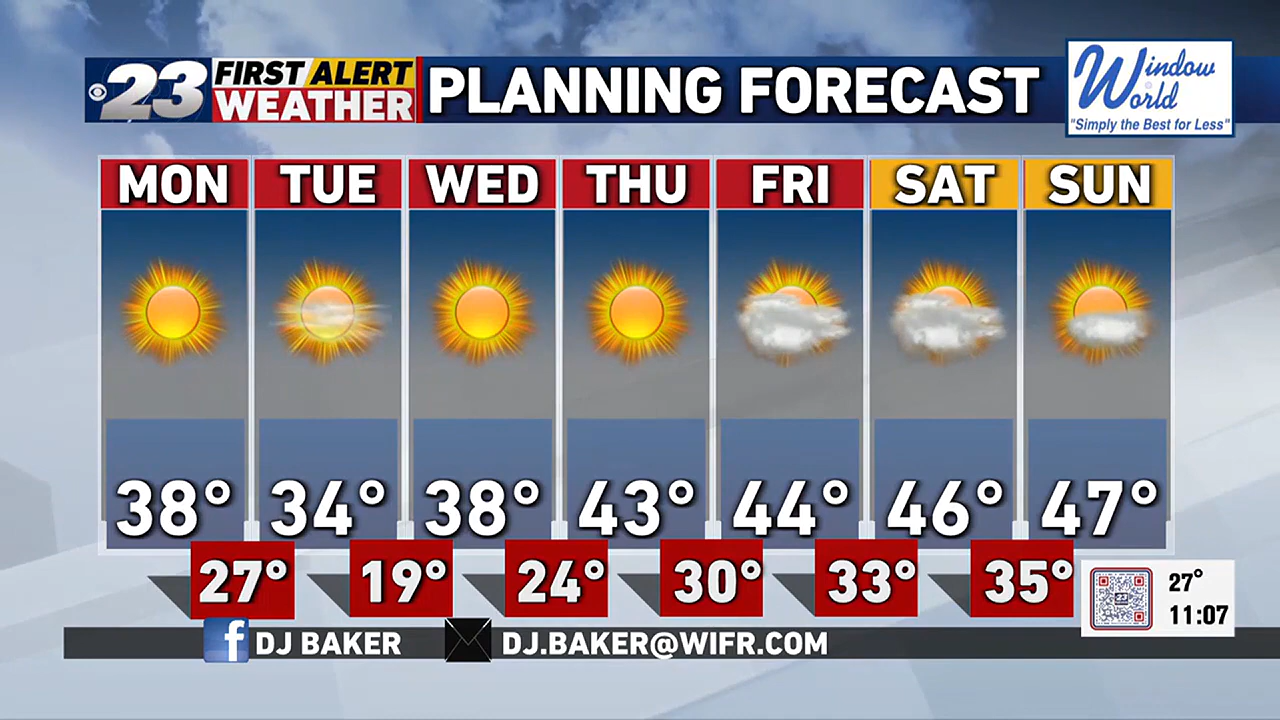 23 FIRST ALERT
WEATHER
PLANNING FORECAST
Window
World
"Simply the Best for Less"
MON TUE WED THU FRI SAT SUN
38° 34° 38° 43° 44° 46° 47°
27° 19° 24° 30° 33° 35°
27°
11:07
23
f DJ BAKER DJ.BAKER@WIFR.COM